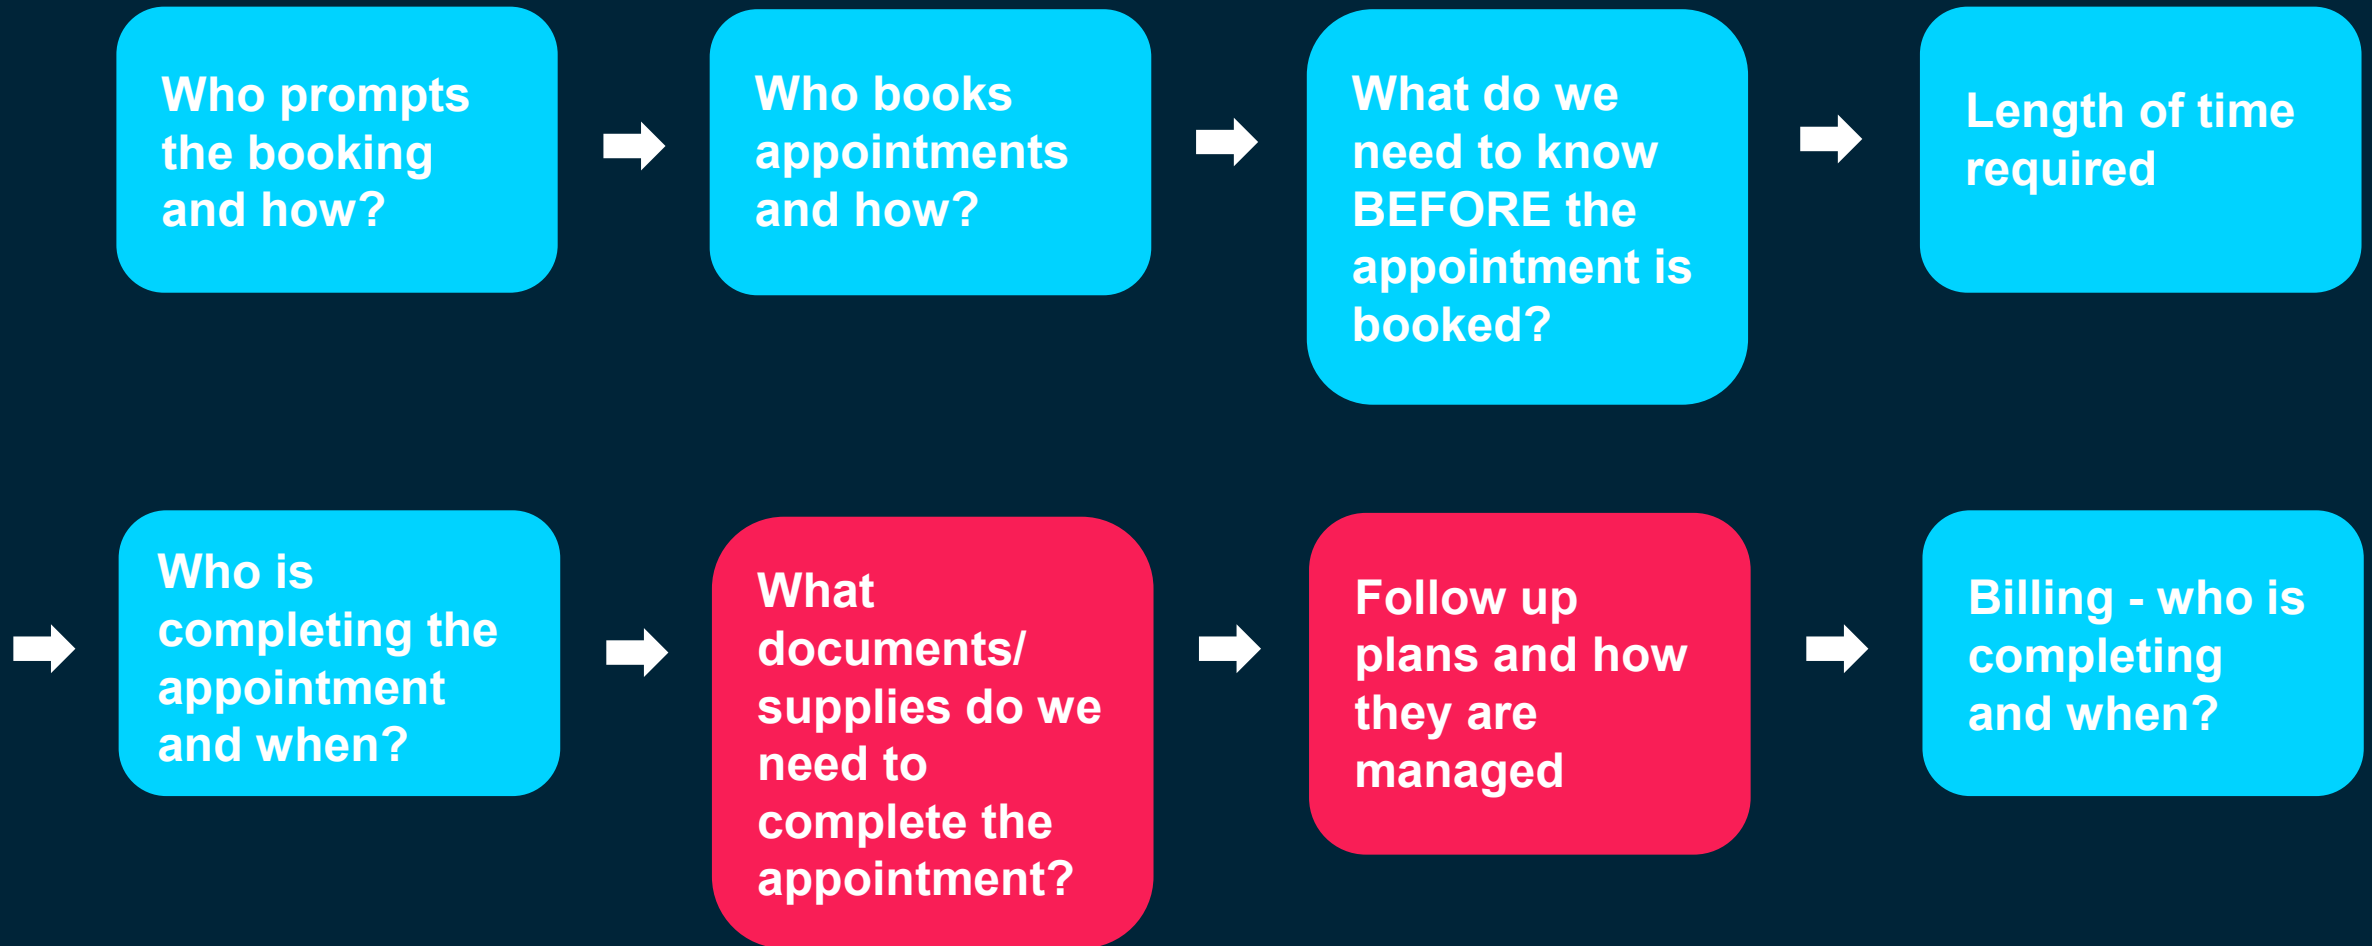 Who prompts
the booking
and how?
Who books
appointments
and how?
What do we
need to know
BEFORE the
appointment is
booked?
Length of time
required
Who is
completing the
appointment
and when?
What
documents/
supplies do we
need to
complete the
appointment?
Follow up
plans and how
they are
managed
Billing - who is
completing
and when?